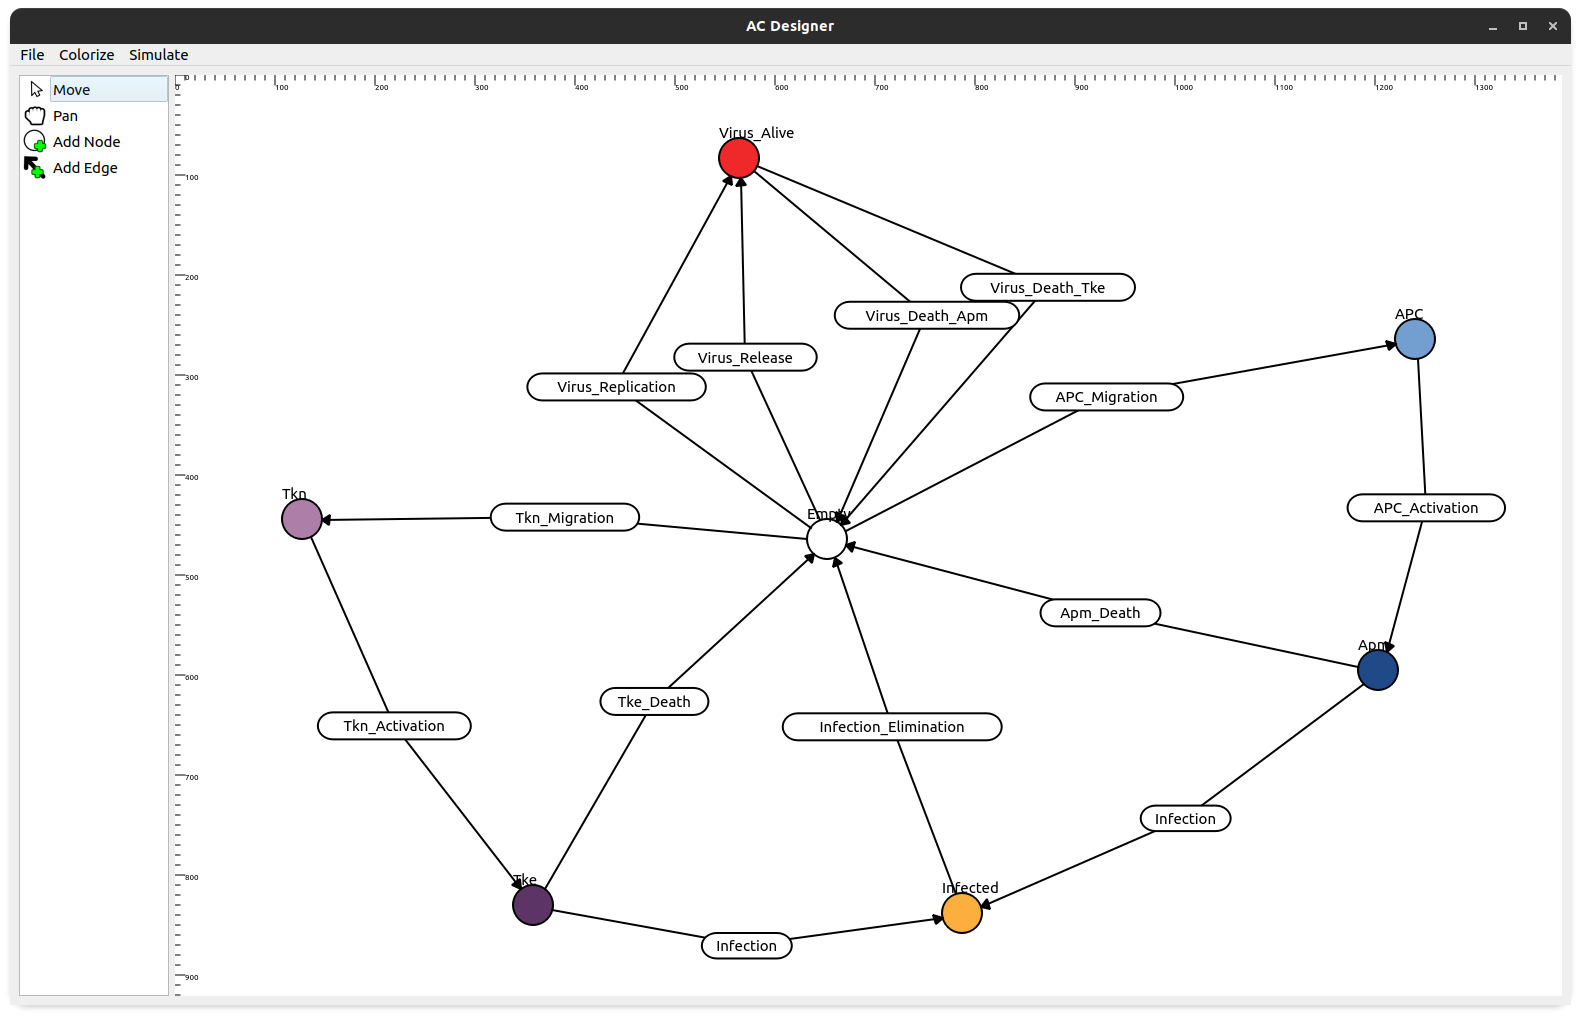 AC Designer
File Colorize Simulate
Move
Pan
Add Node
Add Edge
0 100 200 300 400 500 600 700 800 900 1000 1100 1200 1300
0
100
200
300
400
500
600
700
800
900
Virus_Alive
Virus_Death_Tke
Virus_Death_Apm
APC
Virus_Release
Virus_Replication
APC_Migration
Tkn
APC_Activation
Tkn_Migration
Empty
Apm_Death
Apm
Tke_Death
Tkn_Activation
Infection_Elimination
Infection
Tke
Infected
Infection